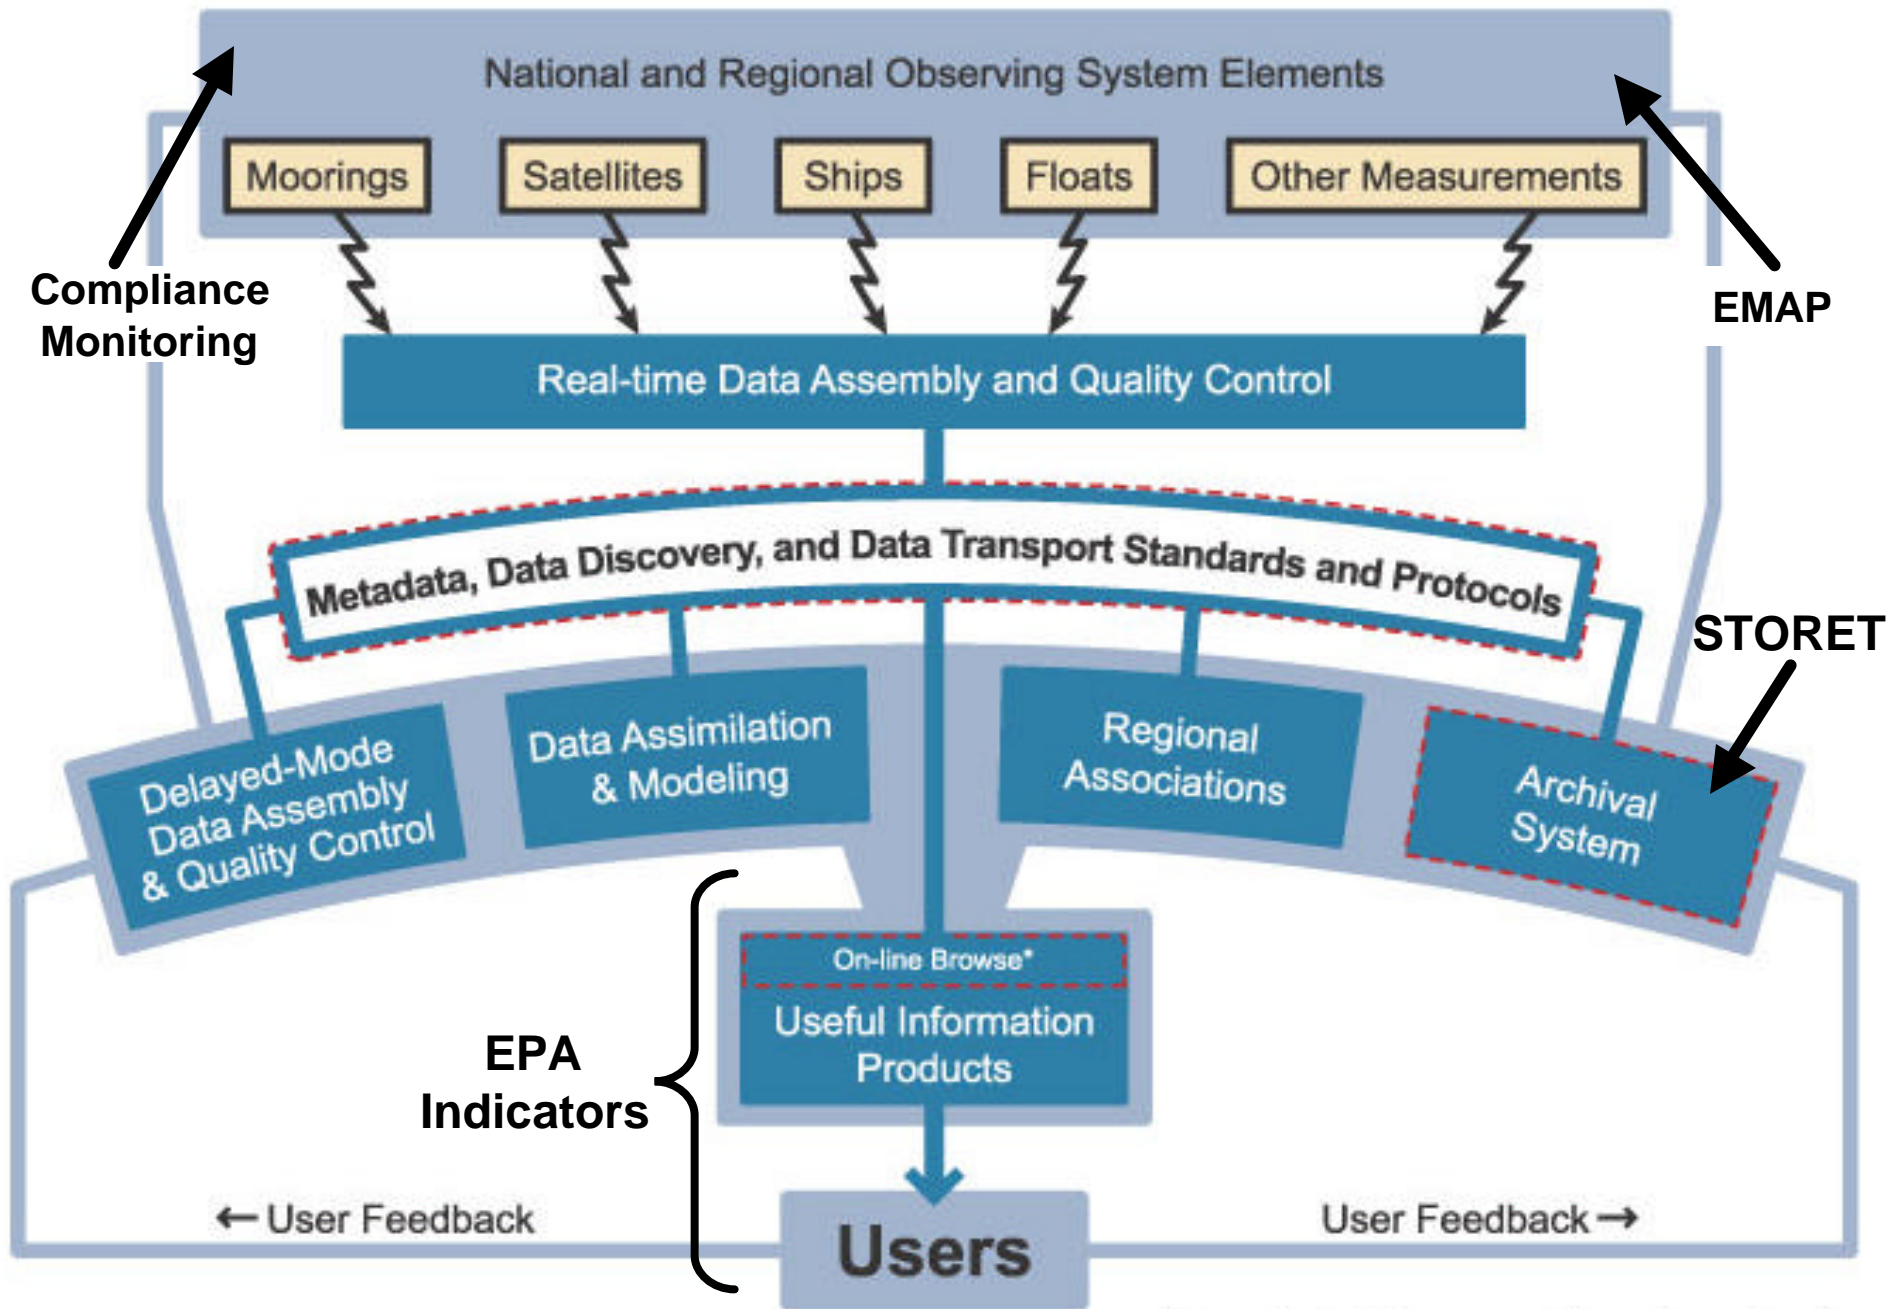 National and Regional Observing System Elements
Moorings
Satellites
Ships
Floats
Other Measurements
Compliance
Monitoring
EMAP
Real-time Data Assembly and Quality Control
Metadata, Data Discovery, and Data Transport Standards and Protocols
STORET
Delayed-Mode
Data Assembly
& Quality Control
Data Assimilation
& Modeling
Regional
Associations
Archival
System
On-line Browse*
Useful Information
Products
EPA
Indicators
← User Feedback
User Feedback →
Users